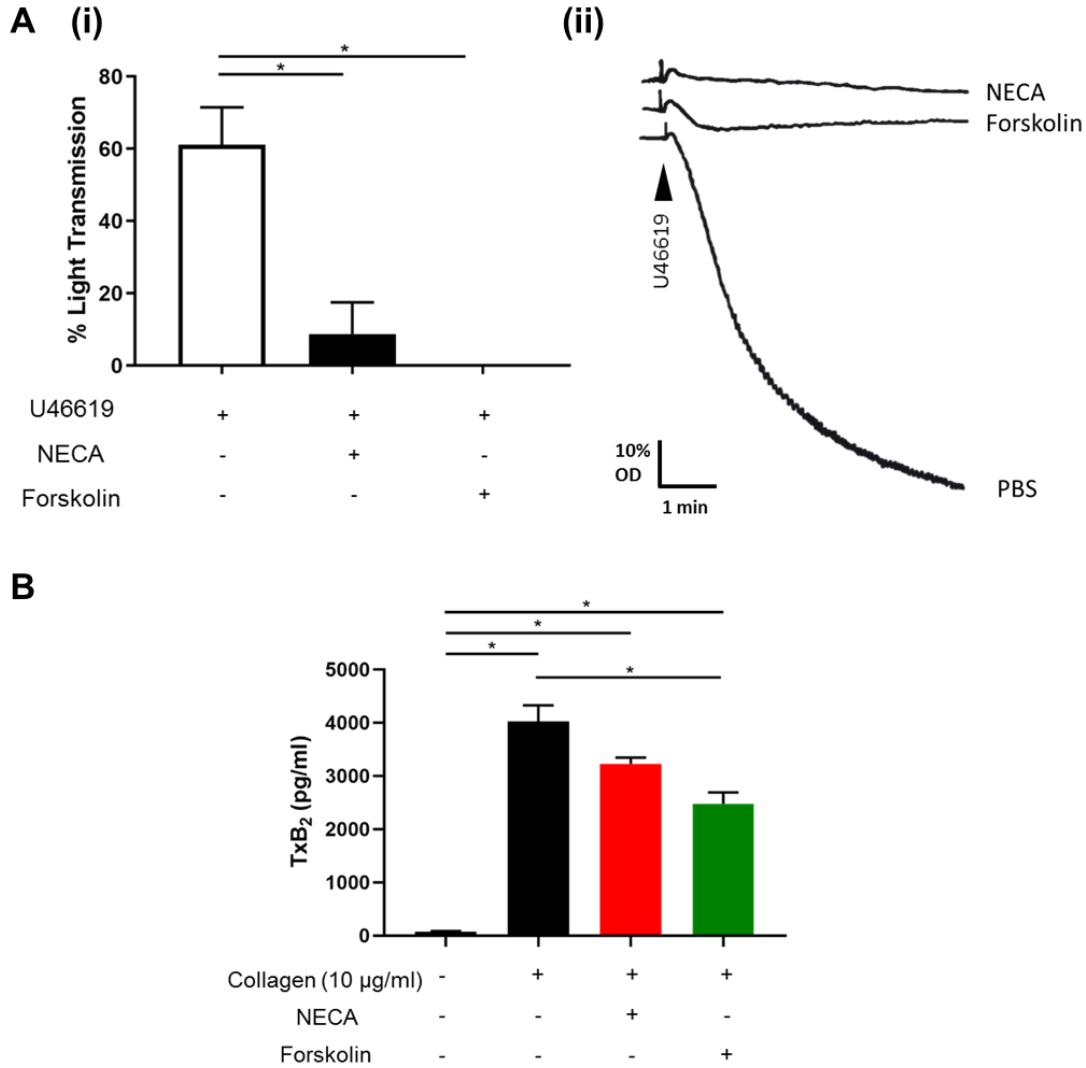 A (i) (ii)
* *
80
60
40
20
0
% Light Transmission
U46619 + + +
NECA - + -
Forskolin - - +
NECA
Forskolin
U46619
10%
OD
1 min
PBS
B
*
*
* *
5000
4000
3000
2000
1000
0
TxB₂ (pg/ml)
Collagen (10 µg/ml) - + + +
NECA - - + -
Forskolin - - - +